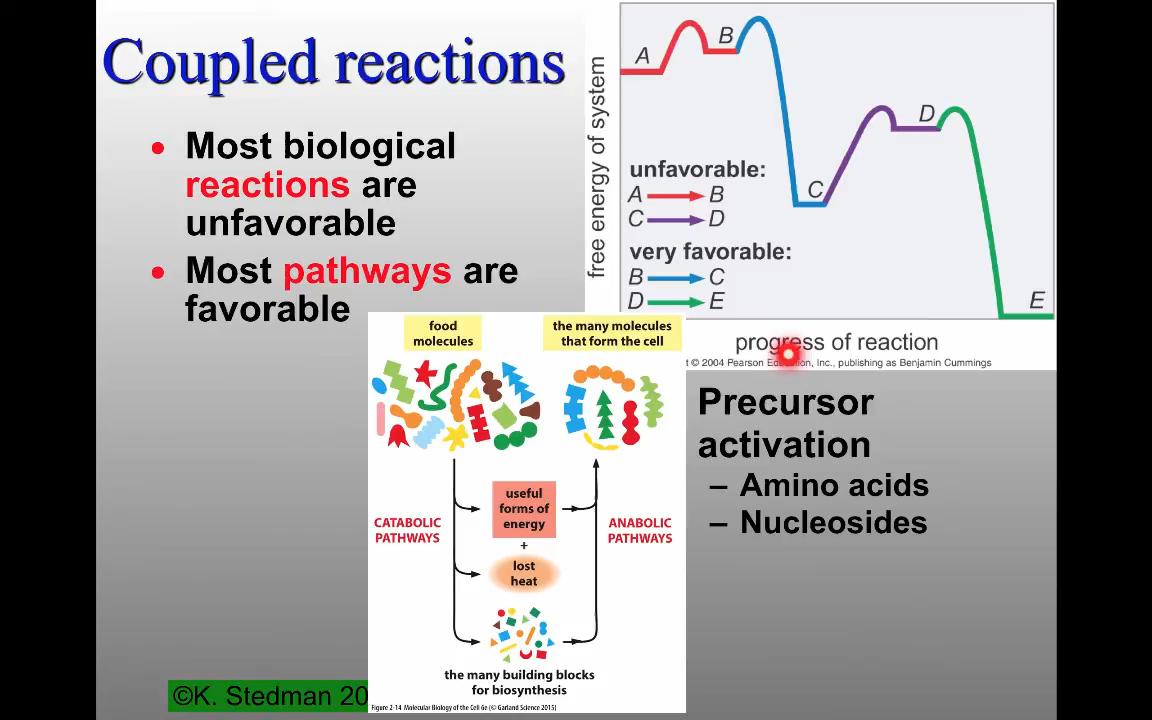 Coupled reactions
• Most biological
reactions are
unfavorable
• Most pathways are
favorable
free energy of system
A
B
C
D
E
unfavorable:
A → B
C → D
very favorable:
B → C
D → E
progress of reaction
t © 2004 Pearson Education, Inc., publishing as Benjamin Cummings
food
molecules
the many molecules
that form the cell
CATABOLIC
PATHWAYS
useful
forms of
energy
+
lost
heat
ANABOLIC
PATHWAYS
the many building blocks
for biosynthesis
Figure 2-14 Molecular Biology of the Cell 6e (© Garland Science 2015)
Precursor
activation
– Amino acids
– Nucleosides
©K. Stedman 20